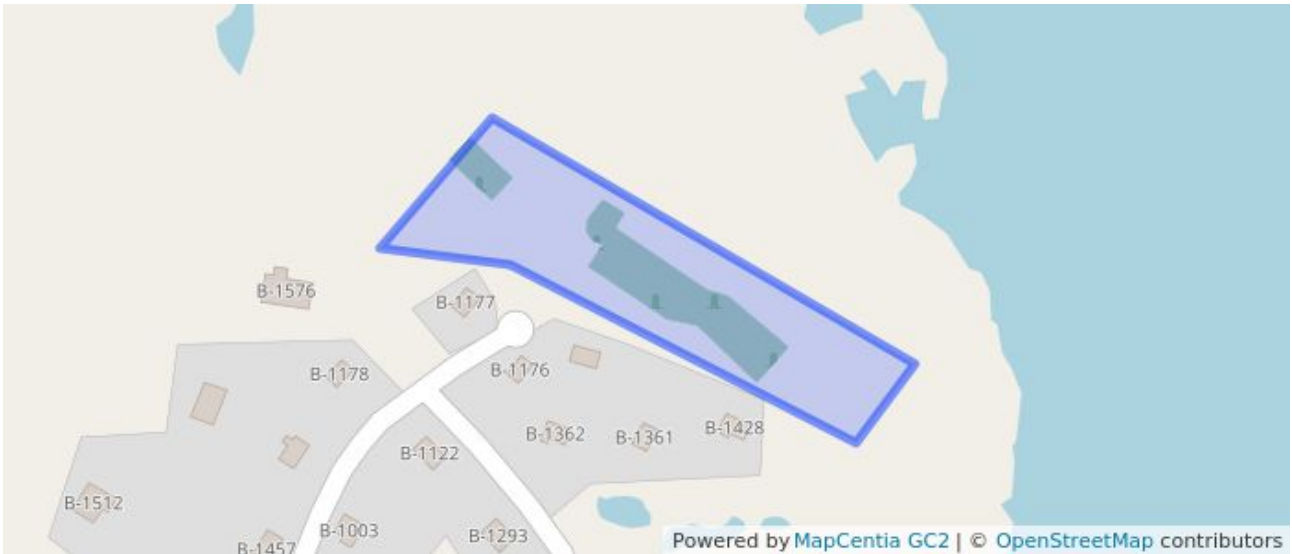 B-1576
B-1177
B-1178
B-1176
B-1362
B-1361
B-1428
B-1122
B-1512
B-1003
B-1293
B-1457
Powered by MapCentia GC2 | © OpenStreetMap contributors